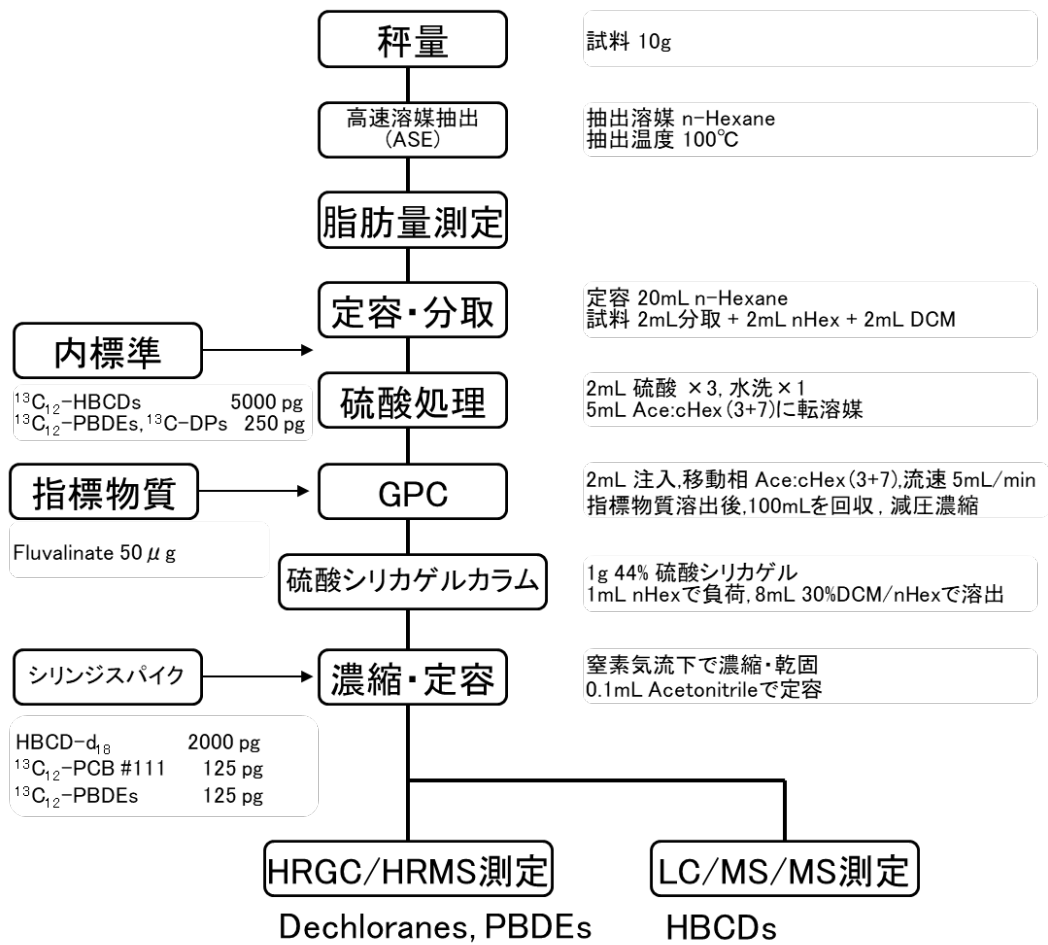 秤量
試料 10g
高速溶媒抽出
(ASE)
抽出溶媒 n-Hexane
抽出温度 100℃
脂肪量測定
定容・分取
定容 20mL n-Hexane
試料 2mL分取 + 2mL nHex + 2mL DCM
内標準
¹³C₁₂-HBCDs 5000 pg
¹³C₁₂-PBDEs, ¹³C-DPs 250 pg
硫酸処理
2mL 硫酸 ×3, 水洗×1
5mL Ace:cHex(3+7)に転溶媒
指標物質
Fluvalinate 50μg
GPC
2mL 注入,移動相 Ace:cHex(3+7),流速 5mL/min
指標物質溶出後,100mLを回収, 減圧濃縮
硫酸シリカゲルカラム
1g 44% 硫酸シリカゲル
1mL nHexで負荷,8mL 30%DCM/nHexで溶出
シリンジスパイク
HBCD-d₁₈ 2000 pg
¹³C₁₂-PCB #111 125 pg
¹³C₁₂-PBDEs 125 pg
濃縮・定容
窒素気流下で濃縮・乾固
0.1mL Acetonitrileで定容
HRGC/HRMS測定
Dechloranes, PBDEs
LC/MS/MS測定
HBCDs